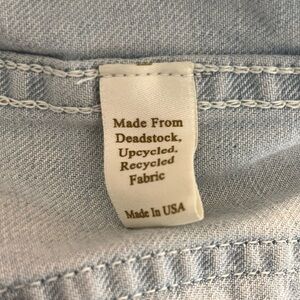 Made From
Deadstock,
Upcycled,
Recycled
Fabric
Made In USA